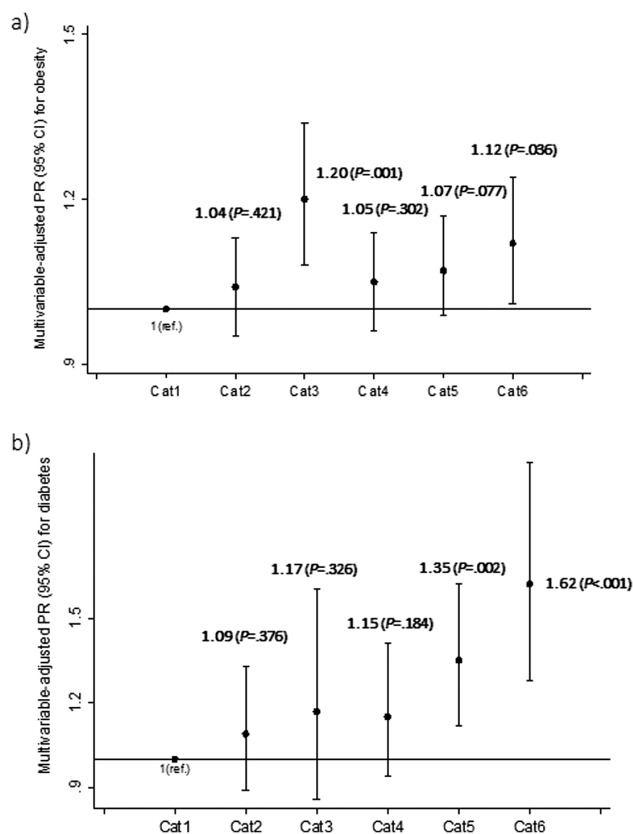 a)
Multivariable-adjusted PR (95% CI) for obesity
1.5
1.2
.9
1(ref.)
1.04 (P=.421)
1.20 (P=.001)
1.05 (P=.302)
1.07 (P=.077)
1.12 (P=.036)
Cat1 Cat2 Cat3 Cat4 Cat5 Cat6
b)
Multivariable-adjusted PR (95% CI) for diabetes
1.5
1.2
.9
1(ref.)
1.09 (P=.376)
1.17 (P=.326)
1.15 (P=.184)
1.35 (P=.002)
1.62 (P<.001)
Cat1 Cat2 Cat3 Cat4 Cat5 Cat6